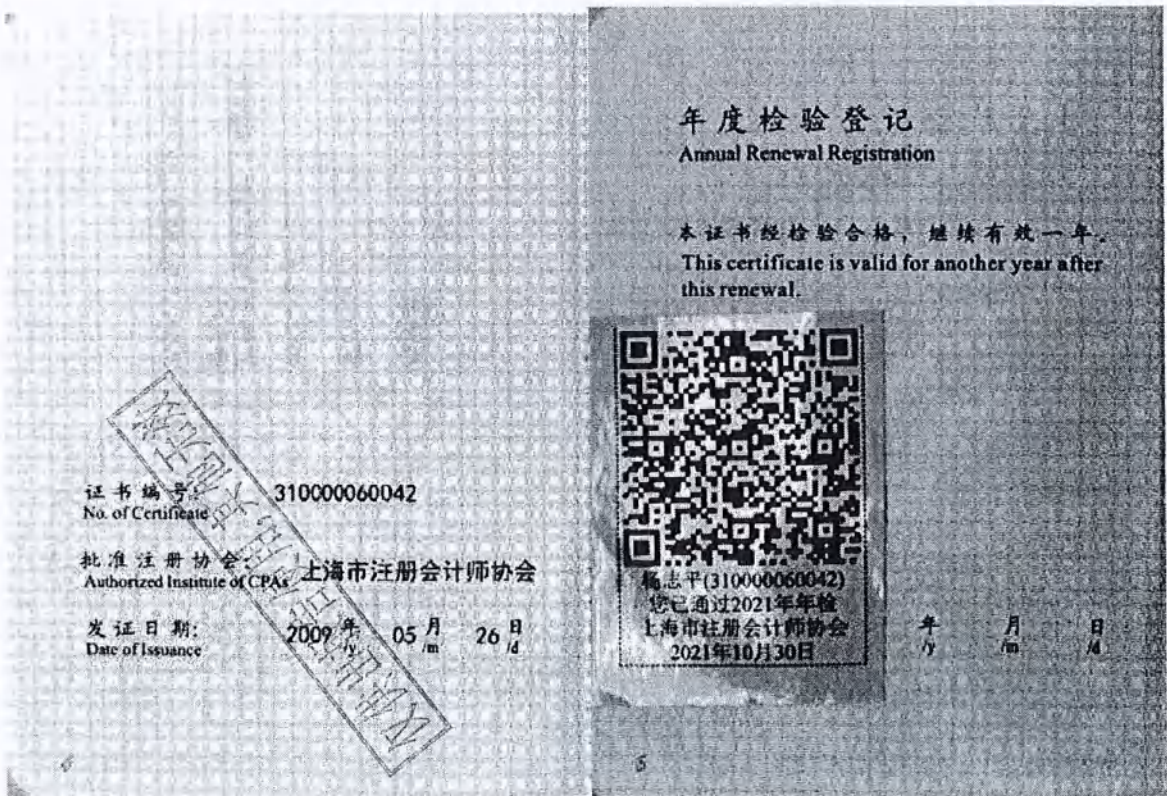 证书编号: 310000060042
No. of Certificate
批准注册协会: 上海市注册会计师协会
Authorized Institute of CPAs
发证日期: 2009 年 05 月 26 日
Date of Issuance /y /m /d
4
年度检验登记
Annual Renewal Registration
本证书经检验合格，继续有效一年。
This certificate is valid for another year after
this renewal.
杨志平(310000060042)
您已通过2021年年检
上海市注册会计师协会
2021年10月30日
年 月 日
/y /m /d
5